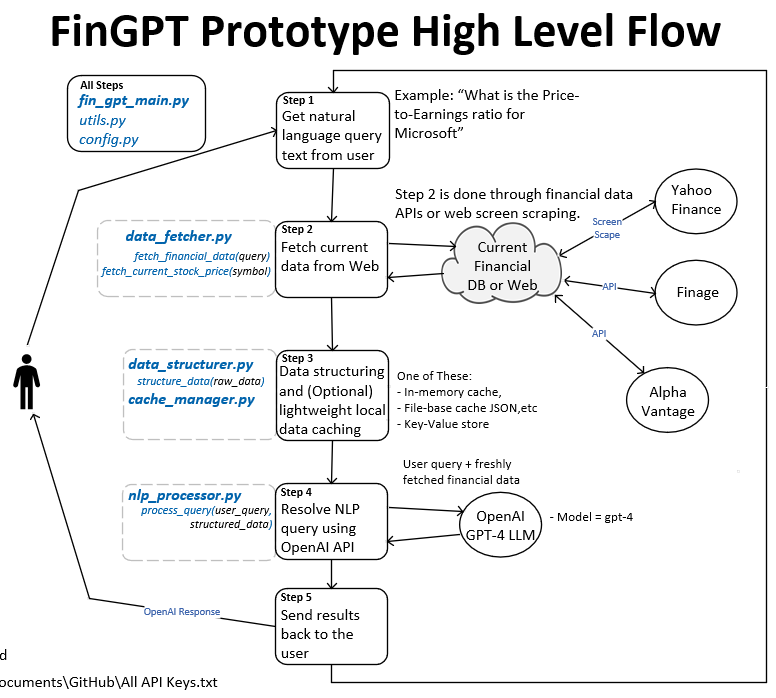 FinGPT Prototype High Level Flow
All Steps
fin_gpt_main.py
utils.py
config.py
Step 1
Get natural
language query
text from user
Example: “What is the Price-
to-Earnings ratio for
Microsoft”
Step 2 is done through financial data
APIs or web screen scraping.
data_fetcher.py
fetch_financial_data(query)
fetch_current_stock_price(symbol)
Step 2
Fetch current
data from Web
Current
Financial
DB or Web
Screen
Scape
Yahoo
Finance
API
Finage
API
Alpha
Vantage
data_structurer.py
structure_data(raw_data)
cache_manager.py
Step 3
Data structuring
and (Optional)
lightweight local
data caching
One of These:
- In-memory cache,
- File-base cache JSON,etc
- Key-Value store
User query + freshly
fetched financial data
nlp_processor.py
process_query(user_query,
structured_data)
Step 4
Resolve NLP
query using
OpenAI API
OpenAI
GPT-4 LLM
- Model = gpt-4
Step 5
Send results
back to the
user
OpenAI Response
d
ocuments\GitHub\All API Keys.txt